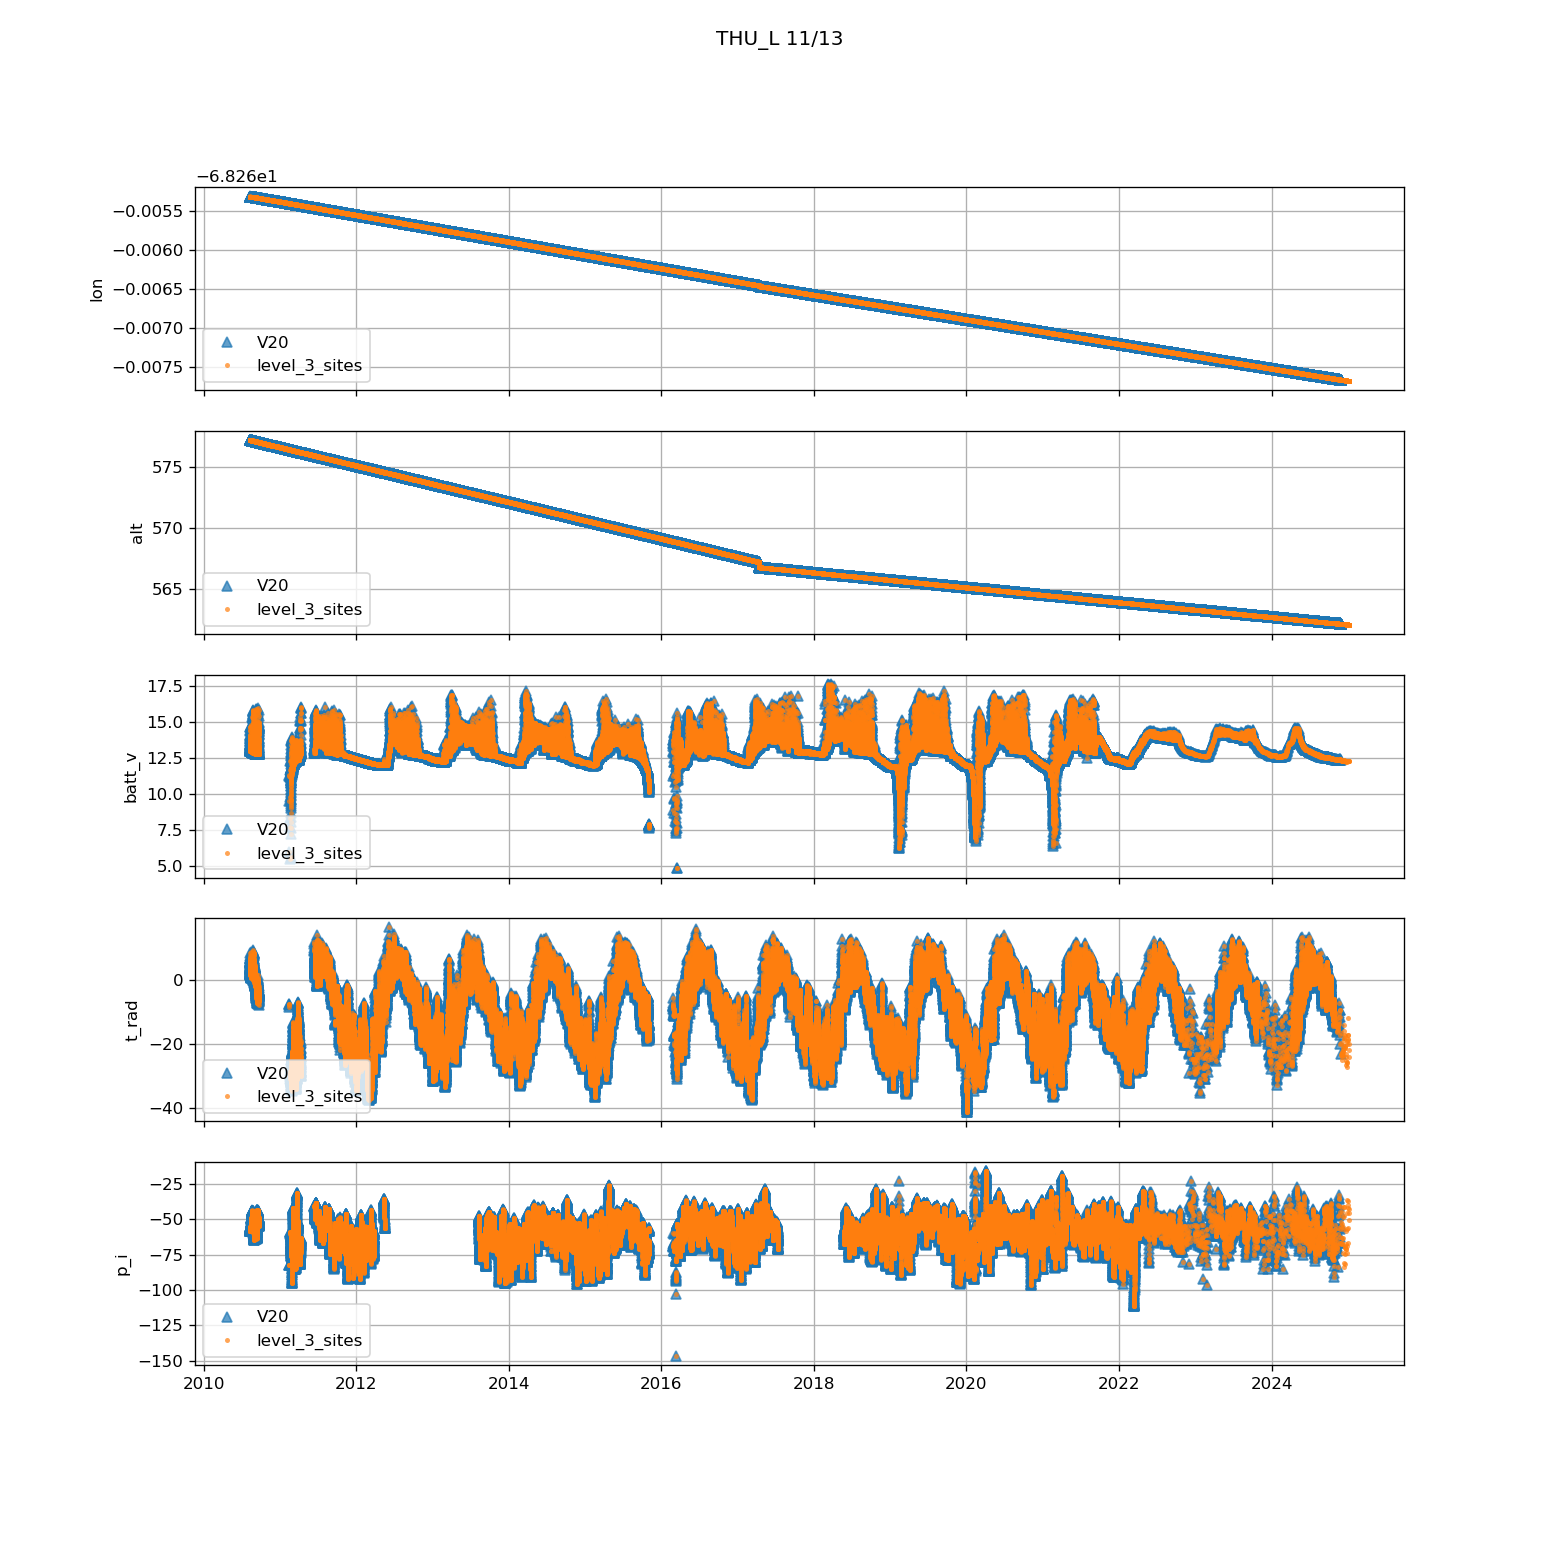 THU_L 11/13
−6.826e1
−0.0055
−0.0060
−0.0065
−0.0070
−0.0075
lon
V20
level_3_sites
575
570
565
alt
V20
level_3_sites
17.5
15.0
12.5
10.0
7.5
5.0
batt_v
V20
level_3_sites
0
−20
−40
t_rad
V20
level_3_sites
−25
−50
−75
−100
−125
−150
p_i
V20
level_3_sites
2010 2012 2014 2016 2018 2020 2022 2024